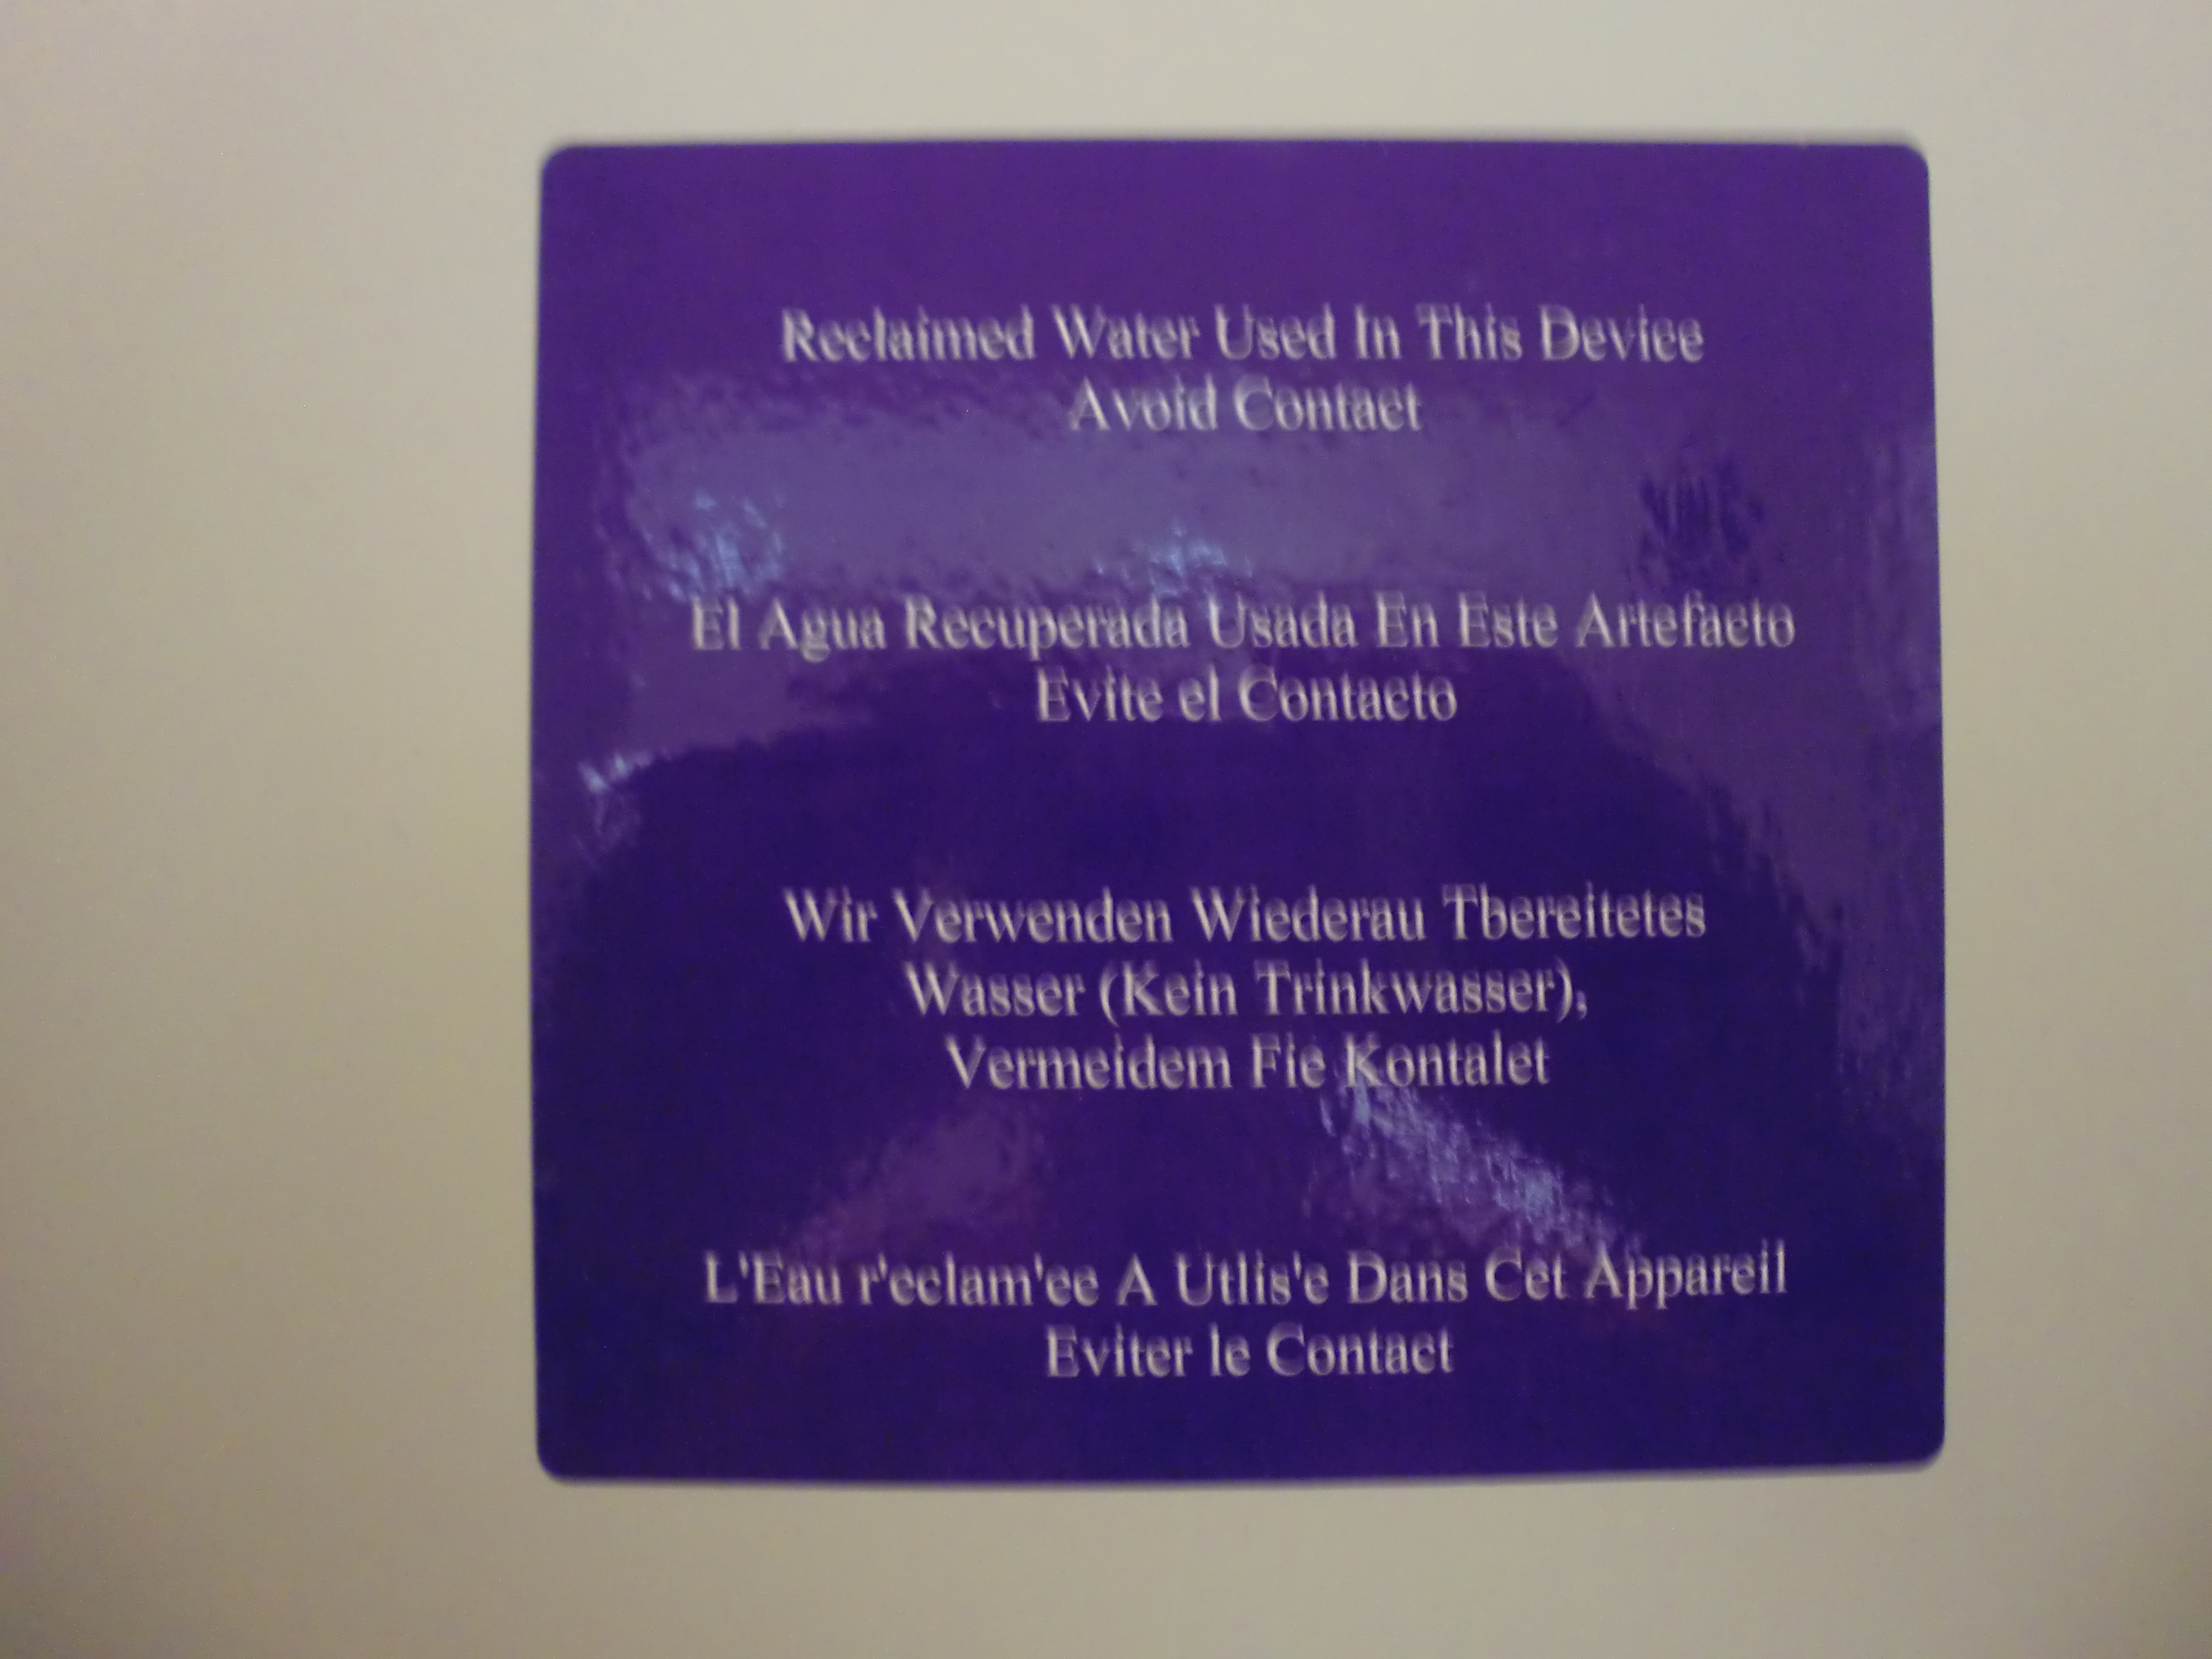 Reclaimed Water Used In This Device
Avoid Contact
El Agua Recuperada Usada En Este Artefacto
Evite el Contacto
Wir Verwenden Wiederau Tbereitetes
Wasser (Kein Trinkwasser),
Vermeidem Fie Kontalet
L'Eau r'eclam'ee A Utlis'e Dans Cet Appareil
Eviter le Contact